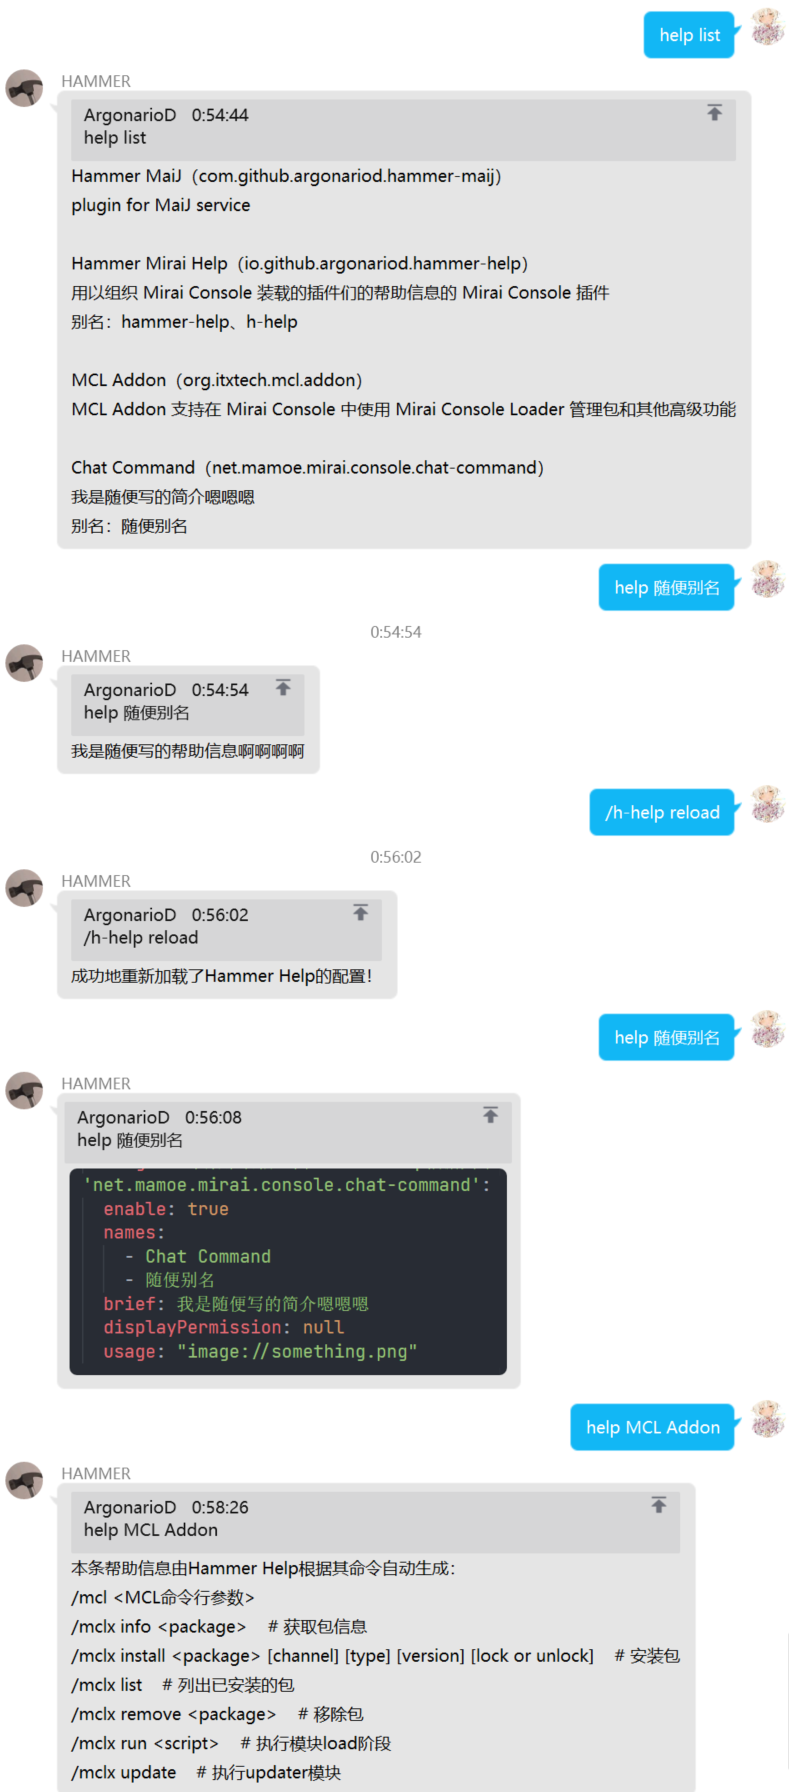 help list
HAMMER
ArgonarioD 0:54:44
help list
Hammer MaiJ（com.github.argonariod.hammer-maij）
plugin for MaiJ service
Hammer Mirai Help（io.github.argonariod.hammer-help）
用以组织 Mirai Console 装载的插件们的帮助信息的 Mirai Console 插件
别名：hammer-help、h-help
MCL Addon（org.itxtech.mcl.addon）
MCL Addon 支持在 Mirai Console 中使用 Mirai Console Loader 管理包和其他高级功能
Chat Command（net.mamoe.mirai.console.chat-command）
我是随便写的简介嗯嗯嗯
别名：随便别名
help 随便别名
0:54:54
HAMMER
ArgonarioD 0:54:54
help 随便别名
我是随便写的帮助信息啊啊啊啊
/h-help reload
0:56:02
HAMMER
ArgonarioD 0:56:02
/h-help reload
成功地重新加载了Hammer Help的配置！
help 随便别名
HAMMER
ArgonarioD 0:56:08
help 随便别名
'net.mamoe.mirai.console.chat-command':
enable: true
names:
- Chat Command
- 随便别名
brief: 我是随便写的简介嗯嗯嗯
displayPermission: null
usage: "image://something.png"
help MCL Addon
HAMMER
ArgonarioD 0:58:26
help MCL Addon
本条帮助信息由Hammer Help根据其命令自动生成：
/mcl <MCL命令行参数>
/mclx info <package> # 获取包信息
/mclx install <package> [channel] [type] [version] [lock or unlock] # 安装包
/mclx list # 列出已安装的包
/mclx remove <package> # 移除包
/mclx run <script> # 执行模块load阶段
/mclx update # 执行updater模块